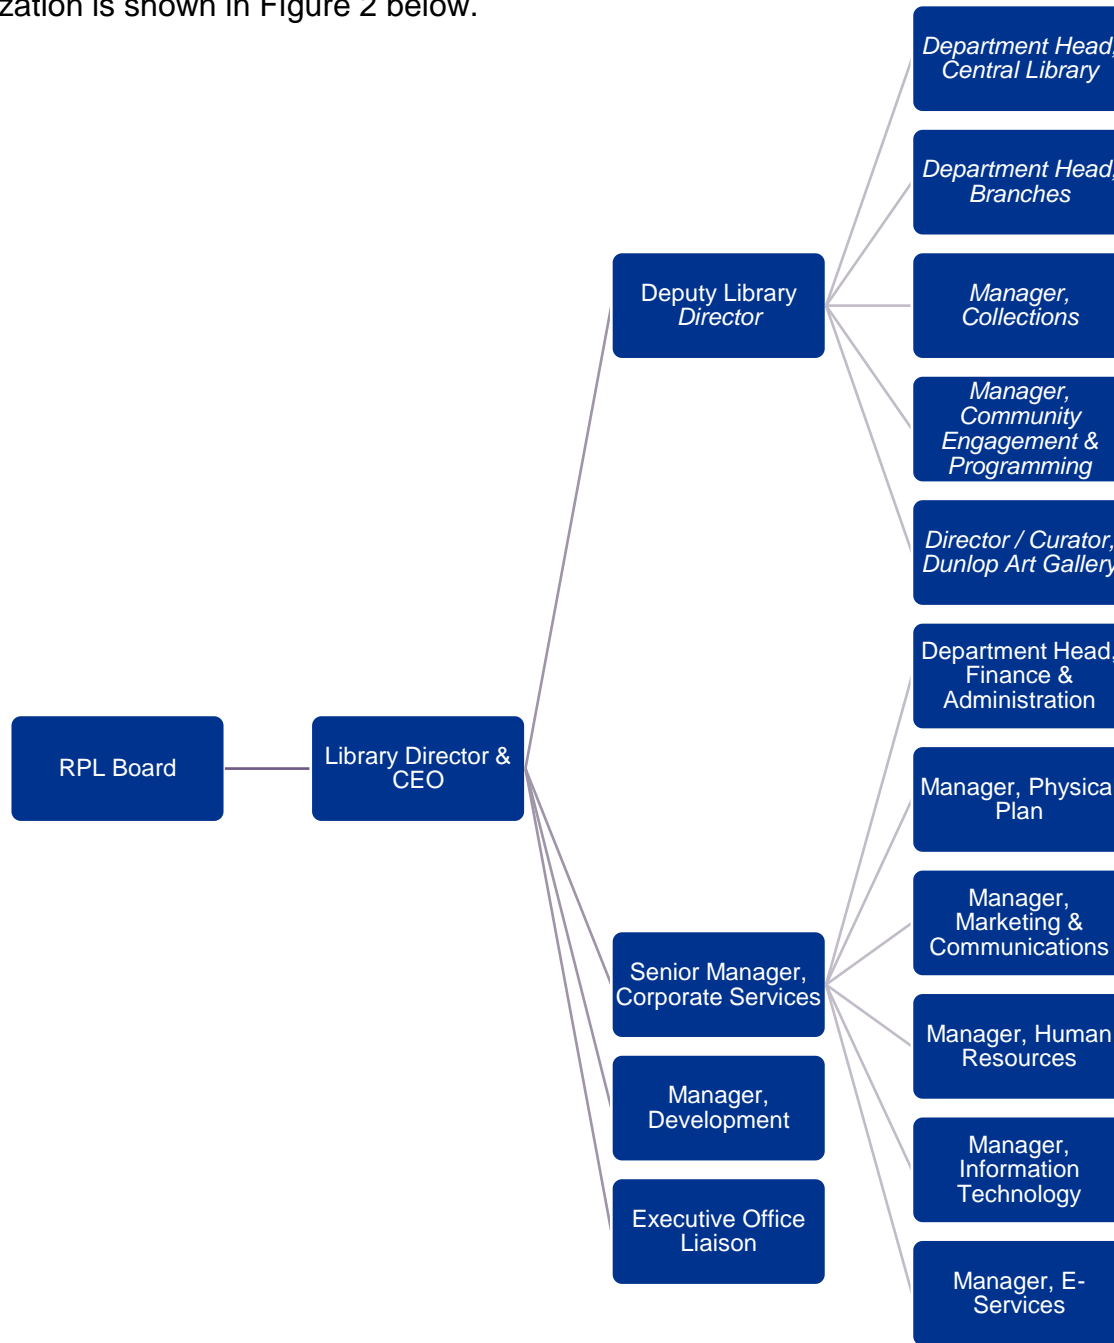 zation is shown in Figure 2 below.
Department Head,
Central Library
Department Head,
Branches
Deputy Library
Director
Manager,
Collections
Manager,
Community
Engagement &
Programming
Director / Curator,
Dunlop Art Gallery
Department Head,
Finance &
Administration
RPL Board
Library Director &
CEO
Manager, Physica
Plan
Manager,
Marketing &
Communications
Senior Manager,
Corporate Services
Manager, Human
Resources
Manager,
Development
Manager,
Information
Technology
Executive Office
Liaison
Manager, E-
Services